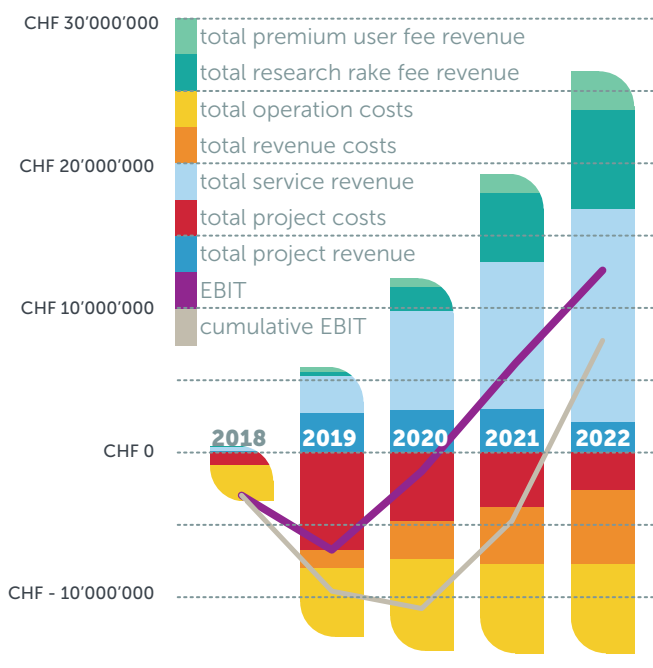 CHF 30’000’000
total premium user fee revenue
total research rake fee revenue
total operation costs
total revenue costs
CHF 20’000’000
total service revenue
total project costs
total project revenue
EBIT
CHF 10’000’000
cumulative EBIT
2018 2019 2020 2021 2022
CHF 0
CHF - 10’000’000